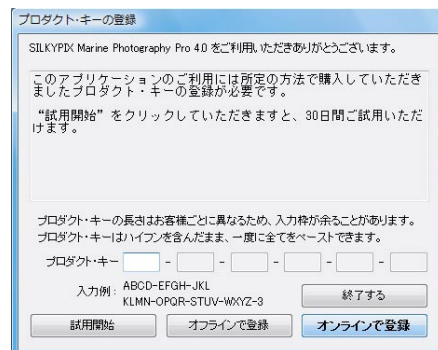 プロダクト・キーの登録
SILKYPIX Marine Photography Pro 4.0 をご利用いただきありがとうございます。
このアプリケーションのご利用には所定の方法で購入していただき
ましたプロダクト・キーの登録が必要です。
“試用開始”をクリックしていただきますと、30日間ご試用いただ
けます。
プロダクト・キーの長さはお客様ごとに異なるため、入力枠が余ることがあります。
プロダクト・キーはハイフンを含んだまま、一度に全てをペーストできます。
プロダクト・キー - - - - -
入力例 : ABCD-EFGH-JKL
KLMN-OPQR-STUV-WXYZ-3
終了する
試用開始 オフラインで登録 オンラインで登録